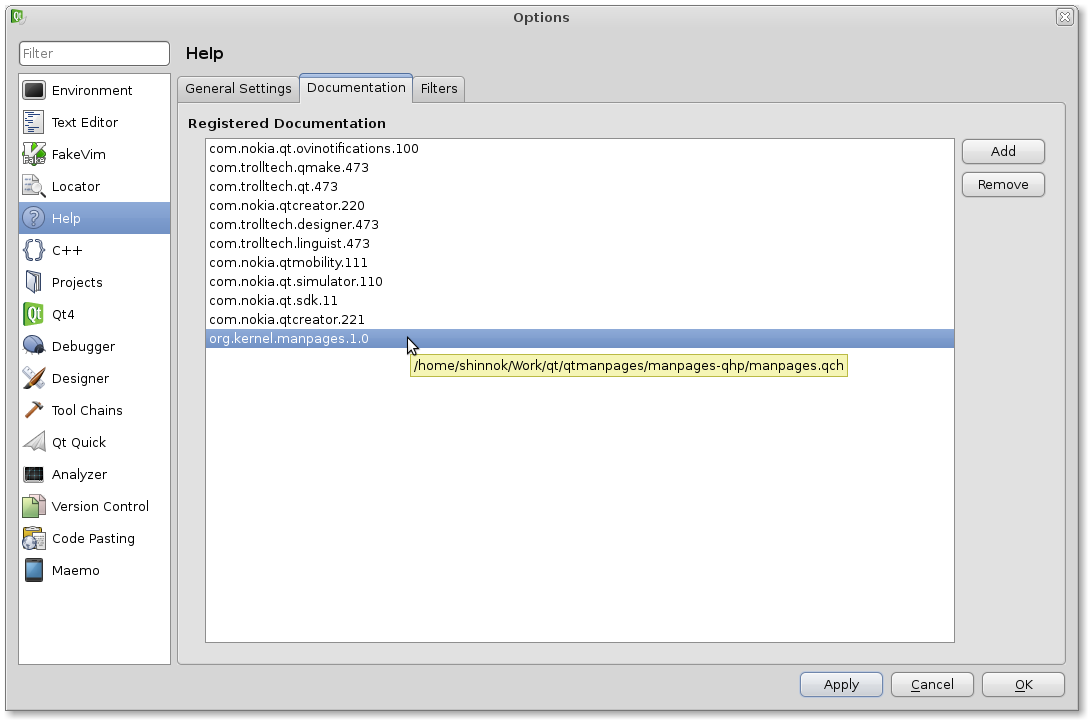 Options
Filter
Environment
Text Editor
FakeVim
Locator
Help
C++
Projects
Qt4
Debugger
Designer
Tool Chains
Qt Quick
Analyzer
Version Control
Code Pasting
Maemo
Help
General Settings Documentation Filters
Registered Documentation
com.nokia.qt.ovinotifications.100
com.trolltech.qmake.473
com.trolltech.qt.473
com.nokia.qtcreator.220
com.trolltech.designer.473
com.trolltech.linguist.473
com.nokia.qtmobility.111
com.nokia.qt.simulator.110
com.nokia.qt.sdk.11
com.nokia.qtcreator.221
org.kernel.manpages.1.0
/home/shinnok/Work/qt/qtmanpages/manpages-qhp/manpages.qch
Add
Remove
Apply Cancel OK